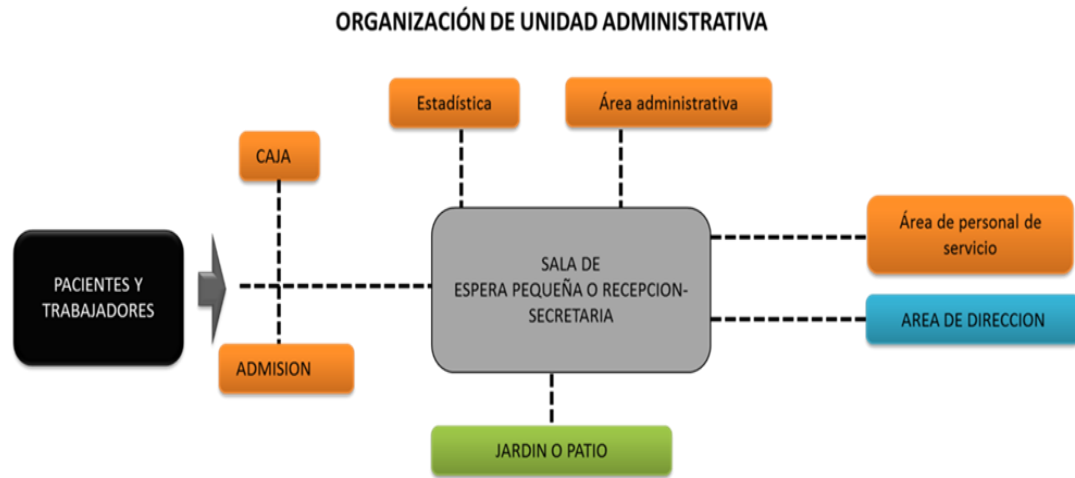 ORGANIZACIÓN DE UNIDAD ADMINISTRATIVA
Estadística
Área administrativa
CAJA
PACIENTES Y
TRABAJADORES
SALA DE
ESPERA PEQUEÑA O RECEPCION-
SECRETARIA
Área de personal de
servicio
AREA DE DIRECCION
ADMISION
JARDIN O PATIO